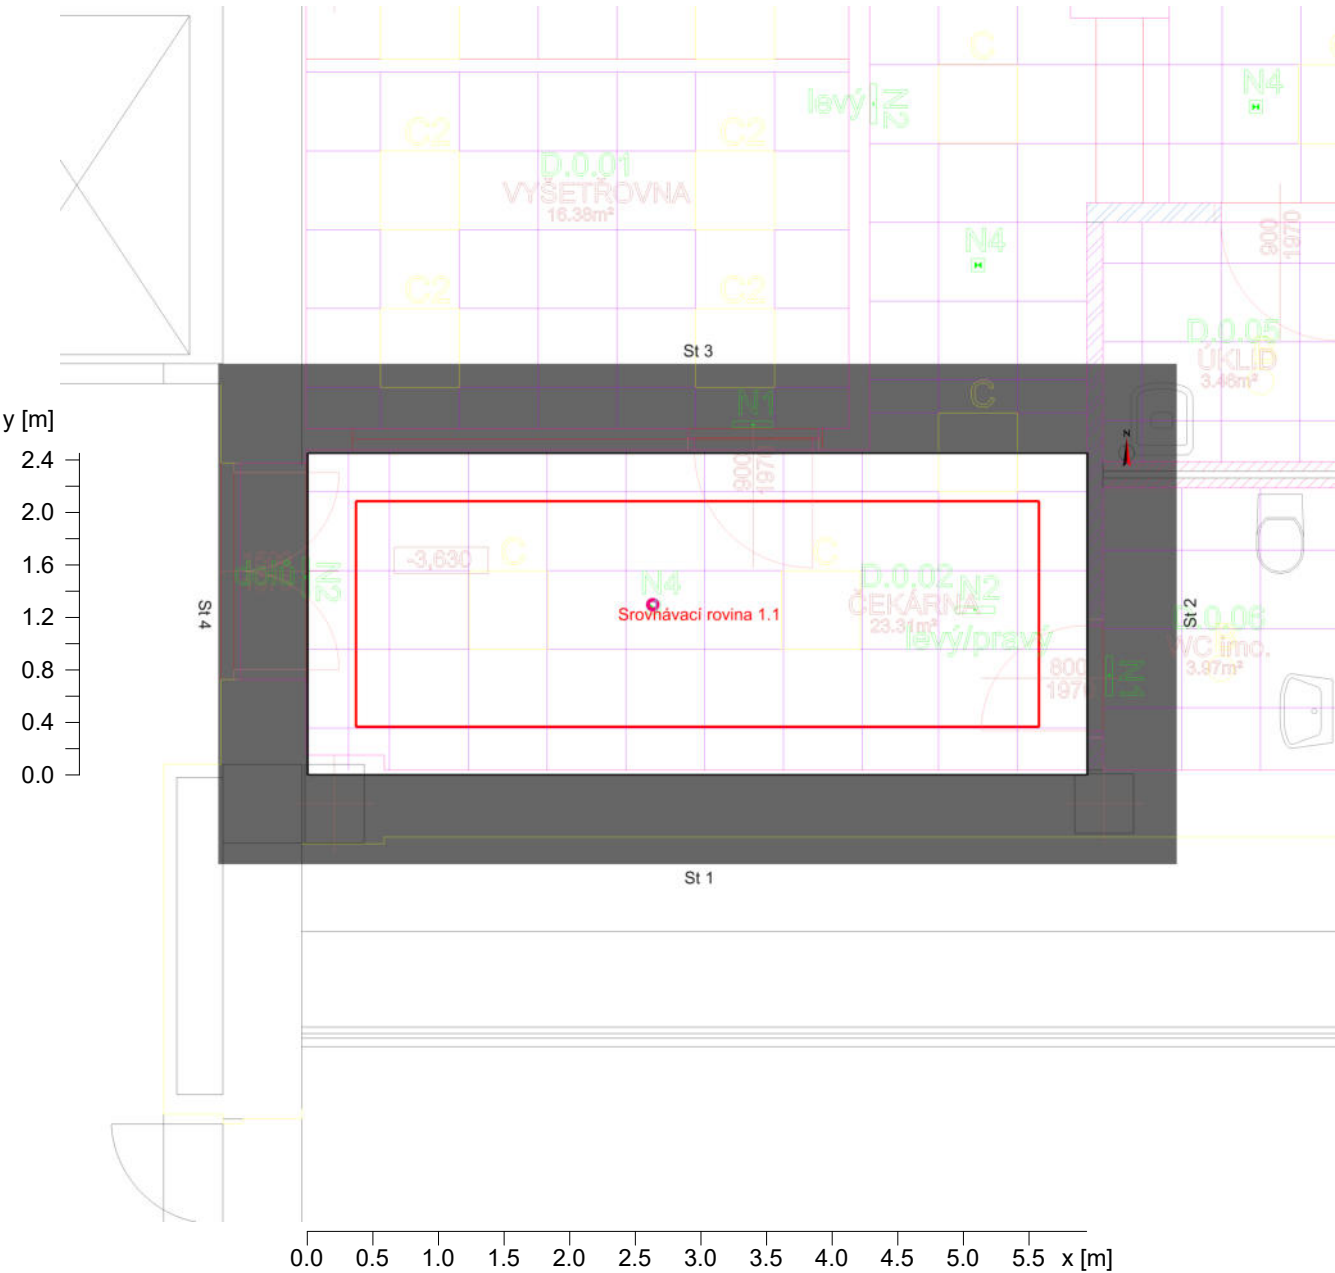 C
N4
levý
N2
C2
C2
D.0.01
VYŠETŘOVNA
16.38m²
900
1970
N4
C2
C2
D.0.05
ÚKLID
3.46m²
St 3
C
N1
N
y [m]
2.4
2.0
1.6
1.2
0.8
0.4
0.0
900
1970
-3,630
C
C
N2
N4
D.0.02
N2
ČEKÁRNA
23.31m²
levý/pravý
Srovnávací rovina 1.1
St 4
St 2
D.0.06
WC imo.
3.97m²
800
1970
N1
St 1
0.0 0.5 1.0 1.5 2.0 2.5 3.0 3.5 4.0 4.5 5.0 5.5 x [m]